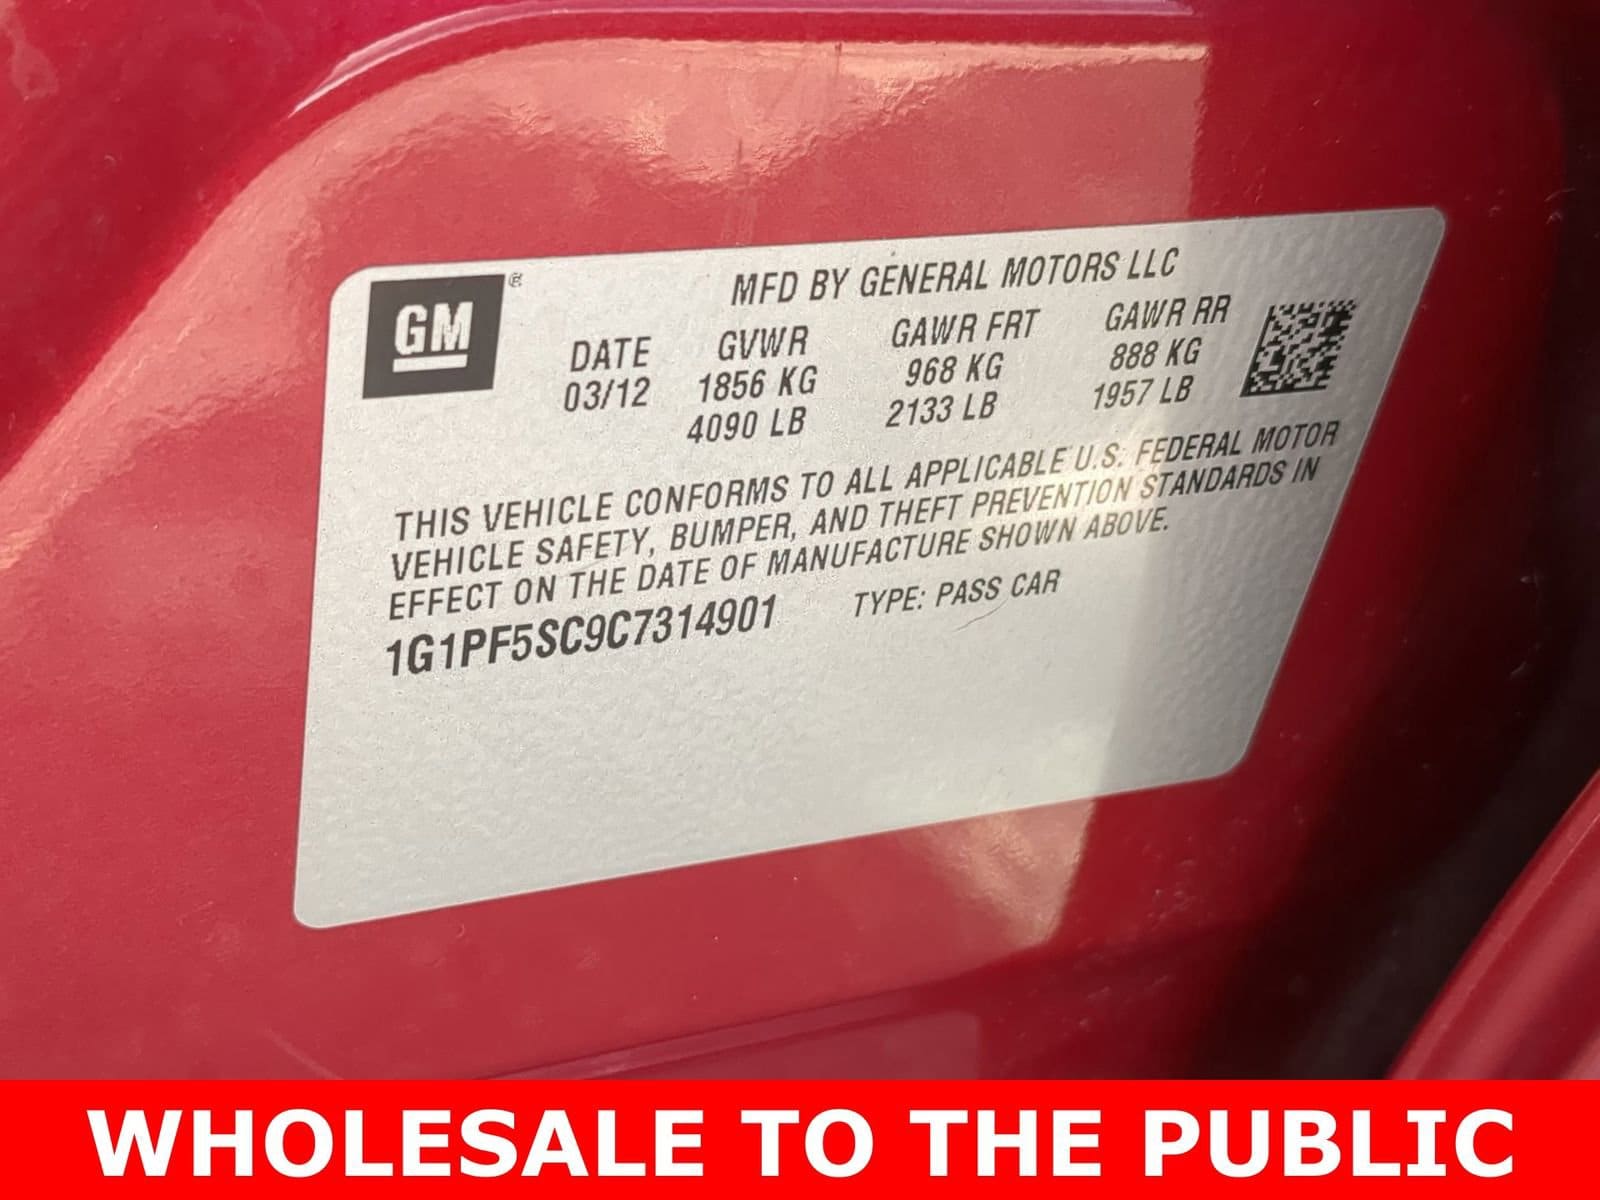 GM ®
MFD BY GENERAL MOTORS LLC
DATE GVWR GAWR FRT GAWR RR
03/12 1856 KG 968 KG 888 KG
4090 LB 2133 LB 1957 LB
THIS VEHICLE CONFORMS TO ALL APPLICABLE U.S. FEDERAL MOTOR
VEHICLE SAFETY, BUMPER, AND THEFT PREVENTION STANDARDS IN
EFFECT ON THE DATE OF MANUFACTURE SHOWN ABOVE.
1G1PF5SC9C7314901 TYPE: PASS CAR
WHOLESALE TO THE PUBLIC